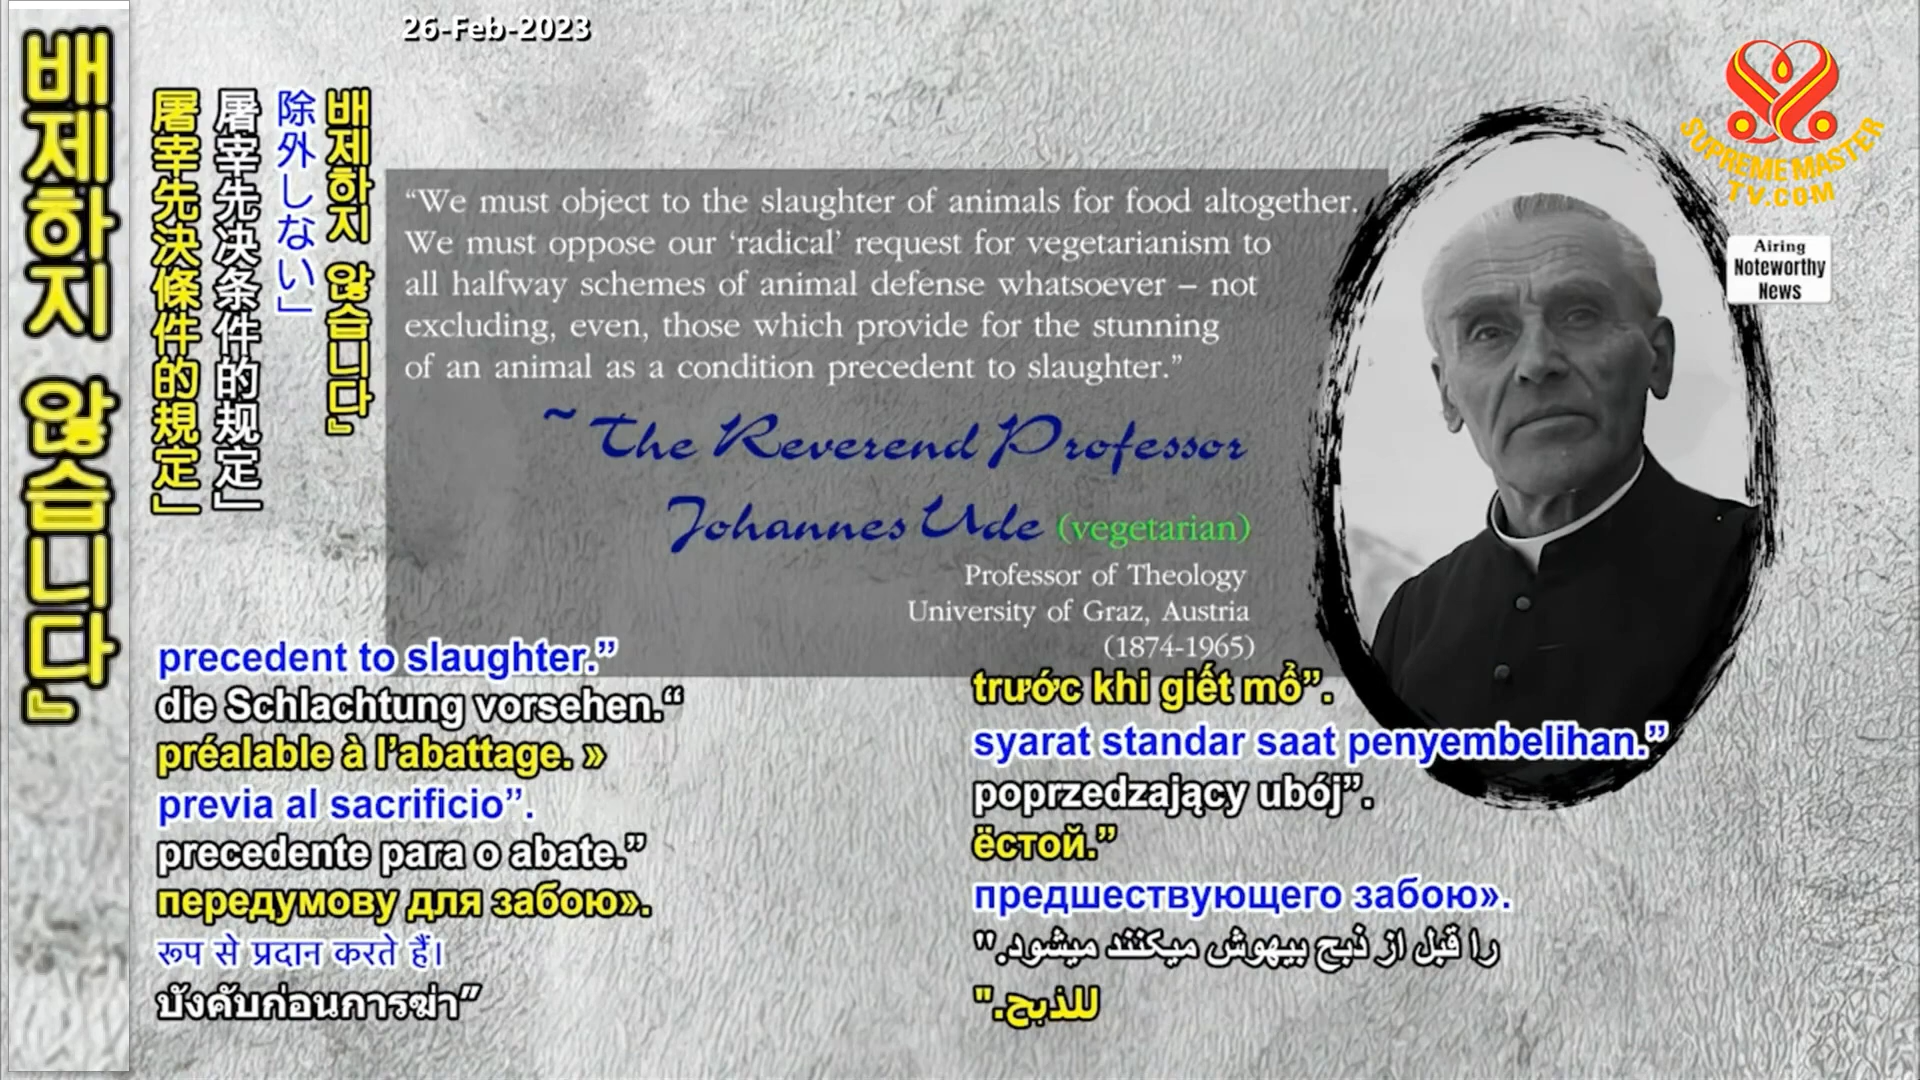 26-Feb-2023
배제하지 않습니다』
屠宰先決條件的規定」
屠宰先决条件的规定」
除外しない」
배제하지 않습니다』
“We must object to the slaughter of animals for food altogether.
We must oppose our ‘radical’ request for vegetarianism to
all halfway schemes of animal defense whatsoever – not
excluding, even, those which provide for the stunning
of an animal as a condition precedent to slaughter.”
~ The Reverend Professor
Johannes Ude (vegetarian)
Professor of Theology
University of Graz, Austria
(1874-1965)
SUPREME MASTER
TV.COM
Airing
Noteworthy
News
precedent to slaughter.”
die Schlachtung vorsehen.“
préalable à l’abattage. »
previa al sacrificio”.
precedente para o abate.”
передумову для забою».
रूप से प्रदान करते हैं।
บังคับก่อนการฆ่า”
trước khi giết mổ”.
syarat standar saat penyembelihan.”
poprzedzający ubój”.
ёстой.”
предшествующего забою».
را قبل از ذبح بیهوش میکنند میشود."
للذبح."